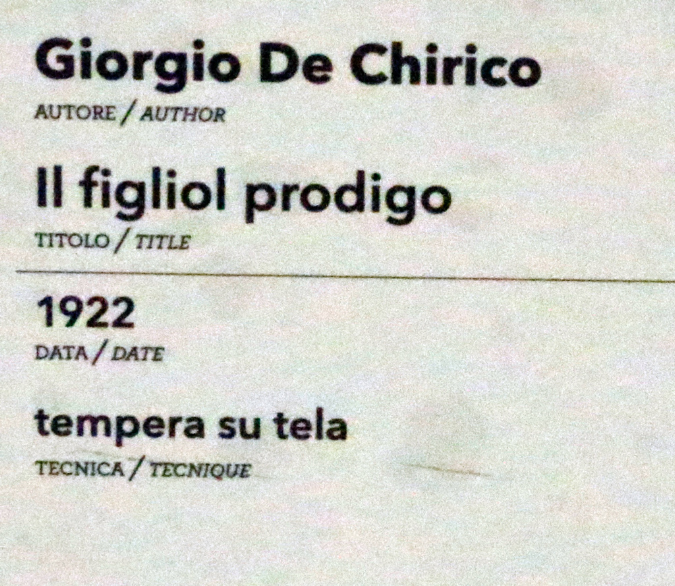 Giorgio De Chirico
AUTORE / AUTHOR
Il figliol prodigo
TITOLO / TITLE
1922
DATA / DATE
tempera su tela
TECNICA / TECNIQUE